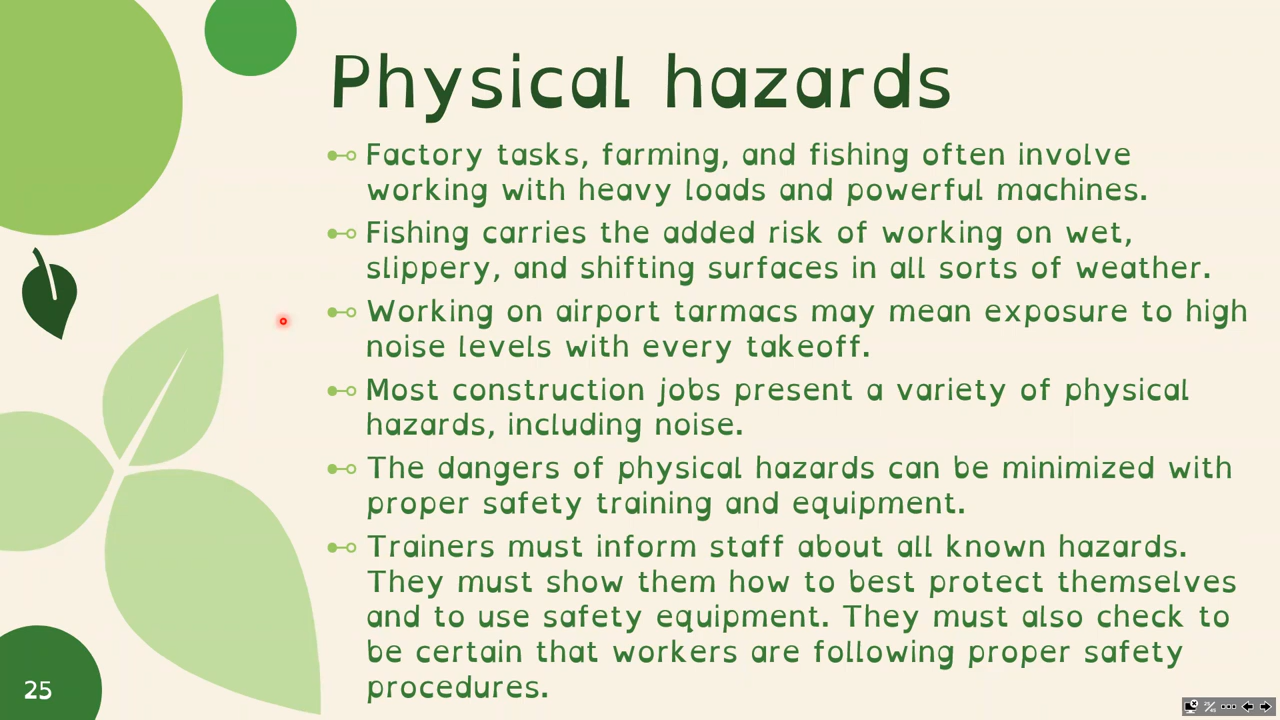 Physical hazards
Factory tasks, farming, and fishing often involve
working with heavy loads and powerful machines.
Fishing carries the added risk of working on wet,
slippery, and shifting surfaces in all sorts of weather.
Working on airport tarmacs may mean exposure to high
noise levels with every takeoff.
Most construction jobs present a variety of physical
hazards, including noise.
The dangers of physical hazards can be minimized with
proper safety training and equipment.
Trainers must inform staff about all known hazards.
They must show them how to best protect themselves
and to use safety equipment. They must also check to
be certain that workers are following proper safety
procedures.
25